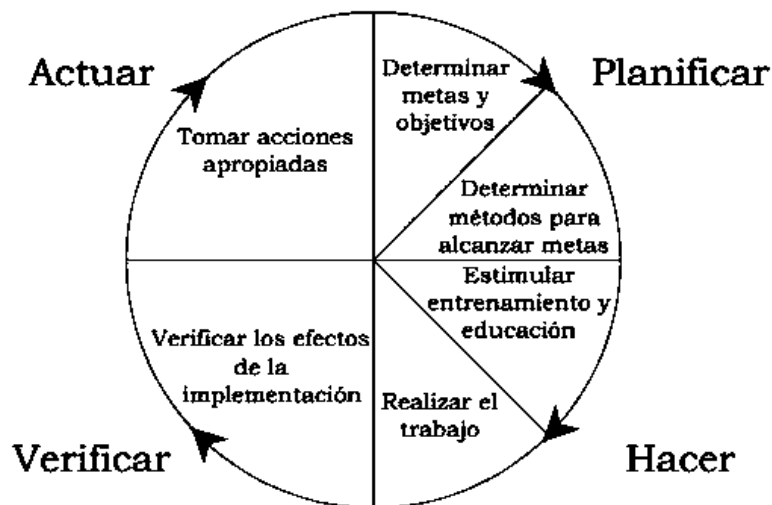 Actuar
Planificar
Determinar
metas y
objetivos
Tomar acciones
apropiadas
Determinar
métodos para
alcanzar metas
Estimular
entrenamiento y
educación
Verificar los efectos
de la
implementación
Realizar el
trabajo
Verificar
Hacer